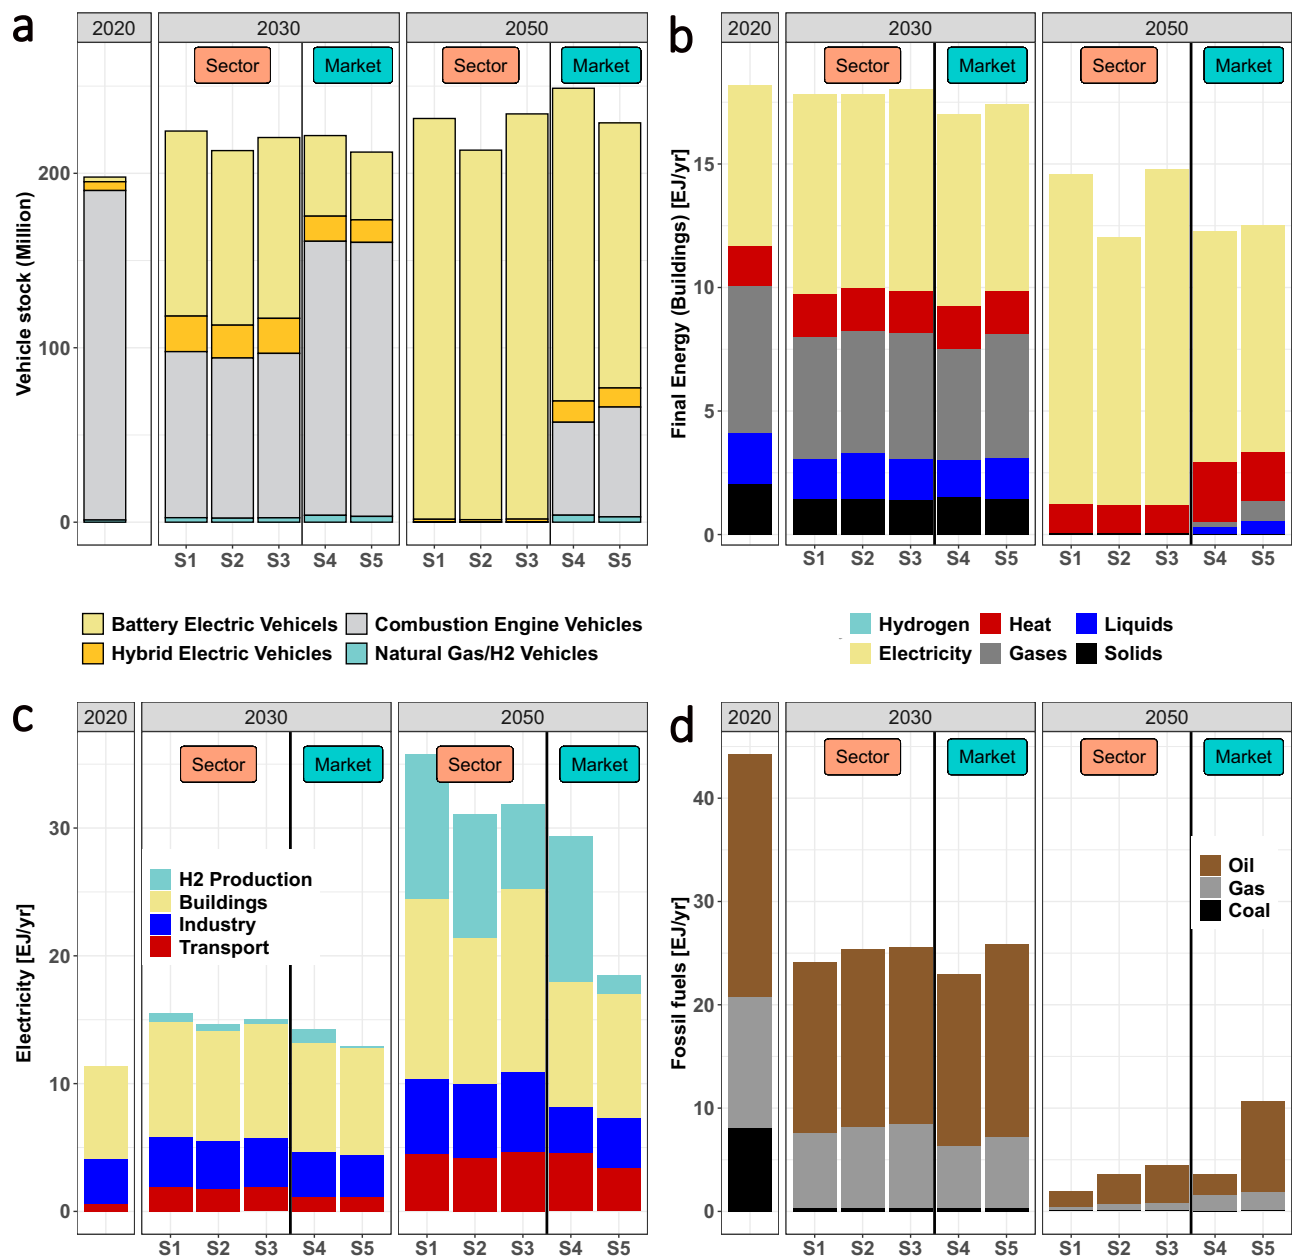 a
2020
2030
2050
Sector
Market
Sector
Market
Vehicle stock (Million)
200
100
0
S1 S2 S3 S4 S5
S1 S2 S3 S4 S5
Battery Electric Vehicels
Combustion Engine Vehicles
Hybrid Electric Vehicles
Natural Gas/H2 Vehicles
b
2020
2030
2050
Sector
Market
Sector
Market
Final Energy (Buildings) [EJ/yr]
15
10
5
0
S1 S2 S3 S4 S5
S1 S2 S3 S4 S5
Hydrogen
Heat
Liquids
Electricity
Gases
Solids
c
2020
2030
2050
Sector
Market
Sector
Market
Electricity [EJ/yr]
30
20
10
0
H2 Production
Buildings
Industry
Transport
S1 S2 S3 S4 S5
S1 S2 S3 S4 S5
d
2020
2030
2050
Sector
Market
Sector
Market
Fossil fuels [EJ/yr]
40
30
20
10
0
Oil
Gas
Coal
S1 S2 S3 S4 S5
S1 S2 S3 S4 S5